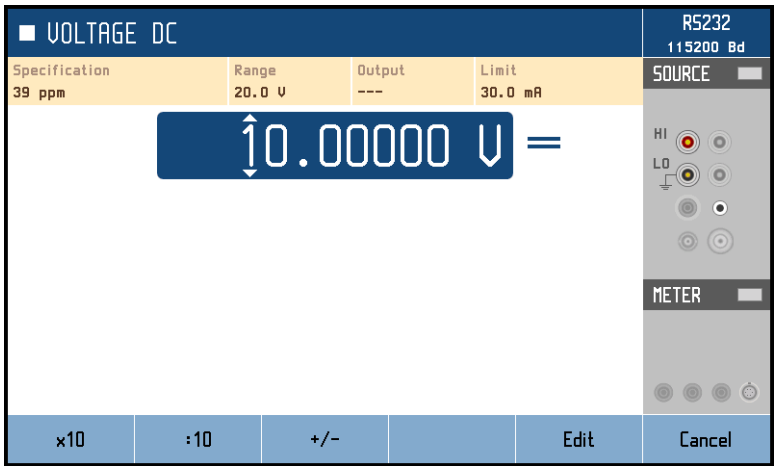 VOLTAGE DC
RS232
115200 Bd
Specification Range Output Limit
39 ppm 20.0 V --- 30.0 mA
SOURCE
10.00000 V
HI
LO
METER
x10 :10 +/- Edit Cancel